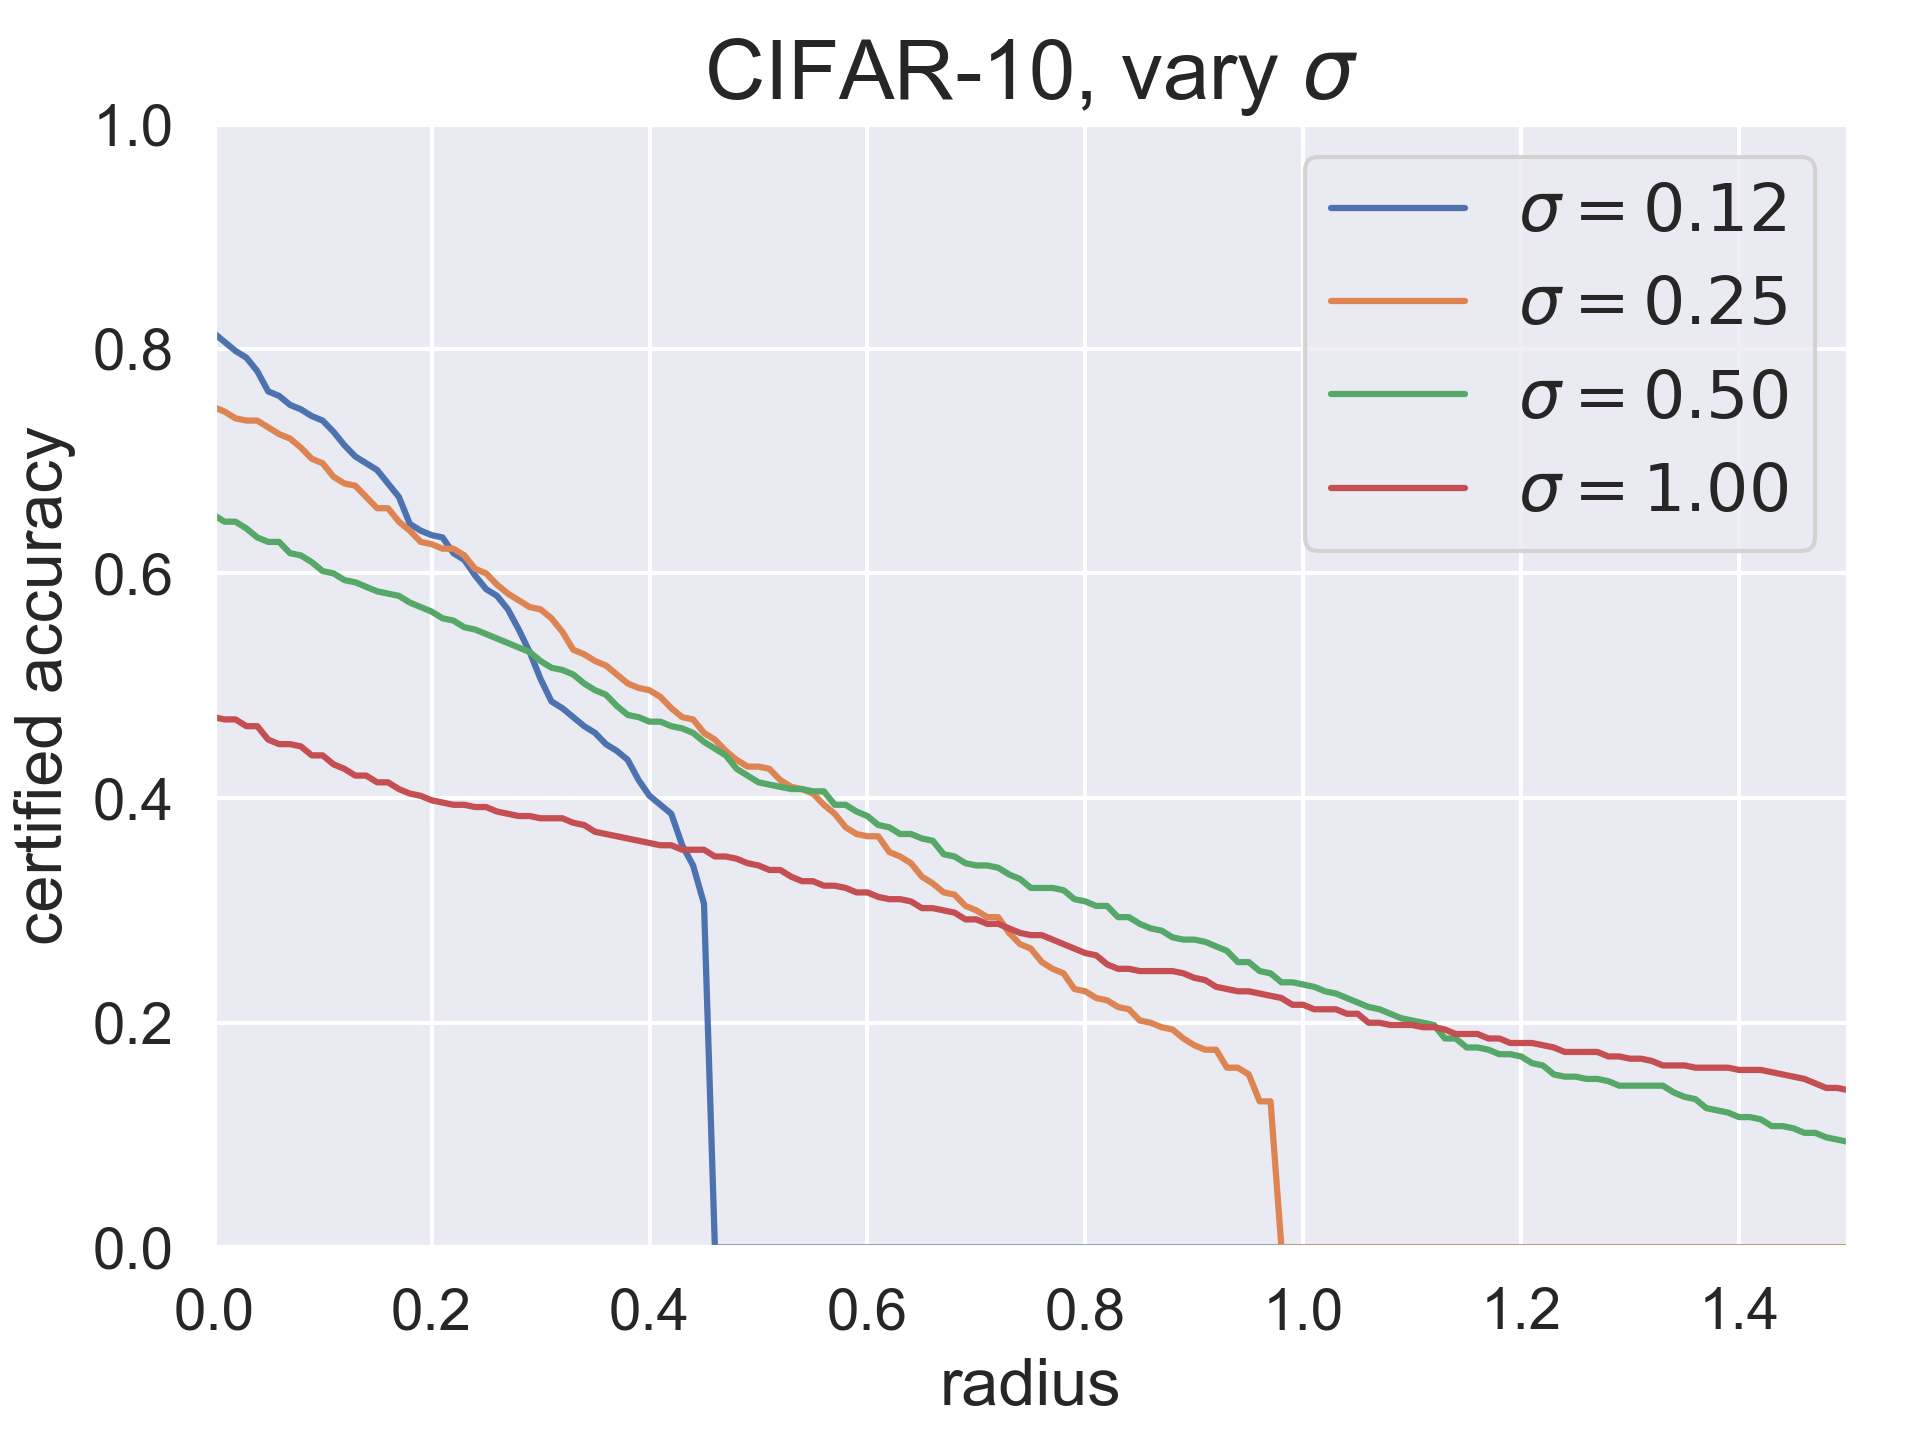 CIFAR-10, vary σ
certified accuracy
1.0
0.8
0.6
0.4
0.2
0.0
σ = 0.12
σ = 0.25
σ = 0.50
σ = 1.00
0.0 0.2 0.4 0.6 0.8 1.0 1.2 1.4
radius